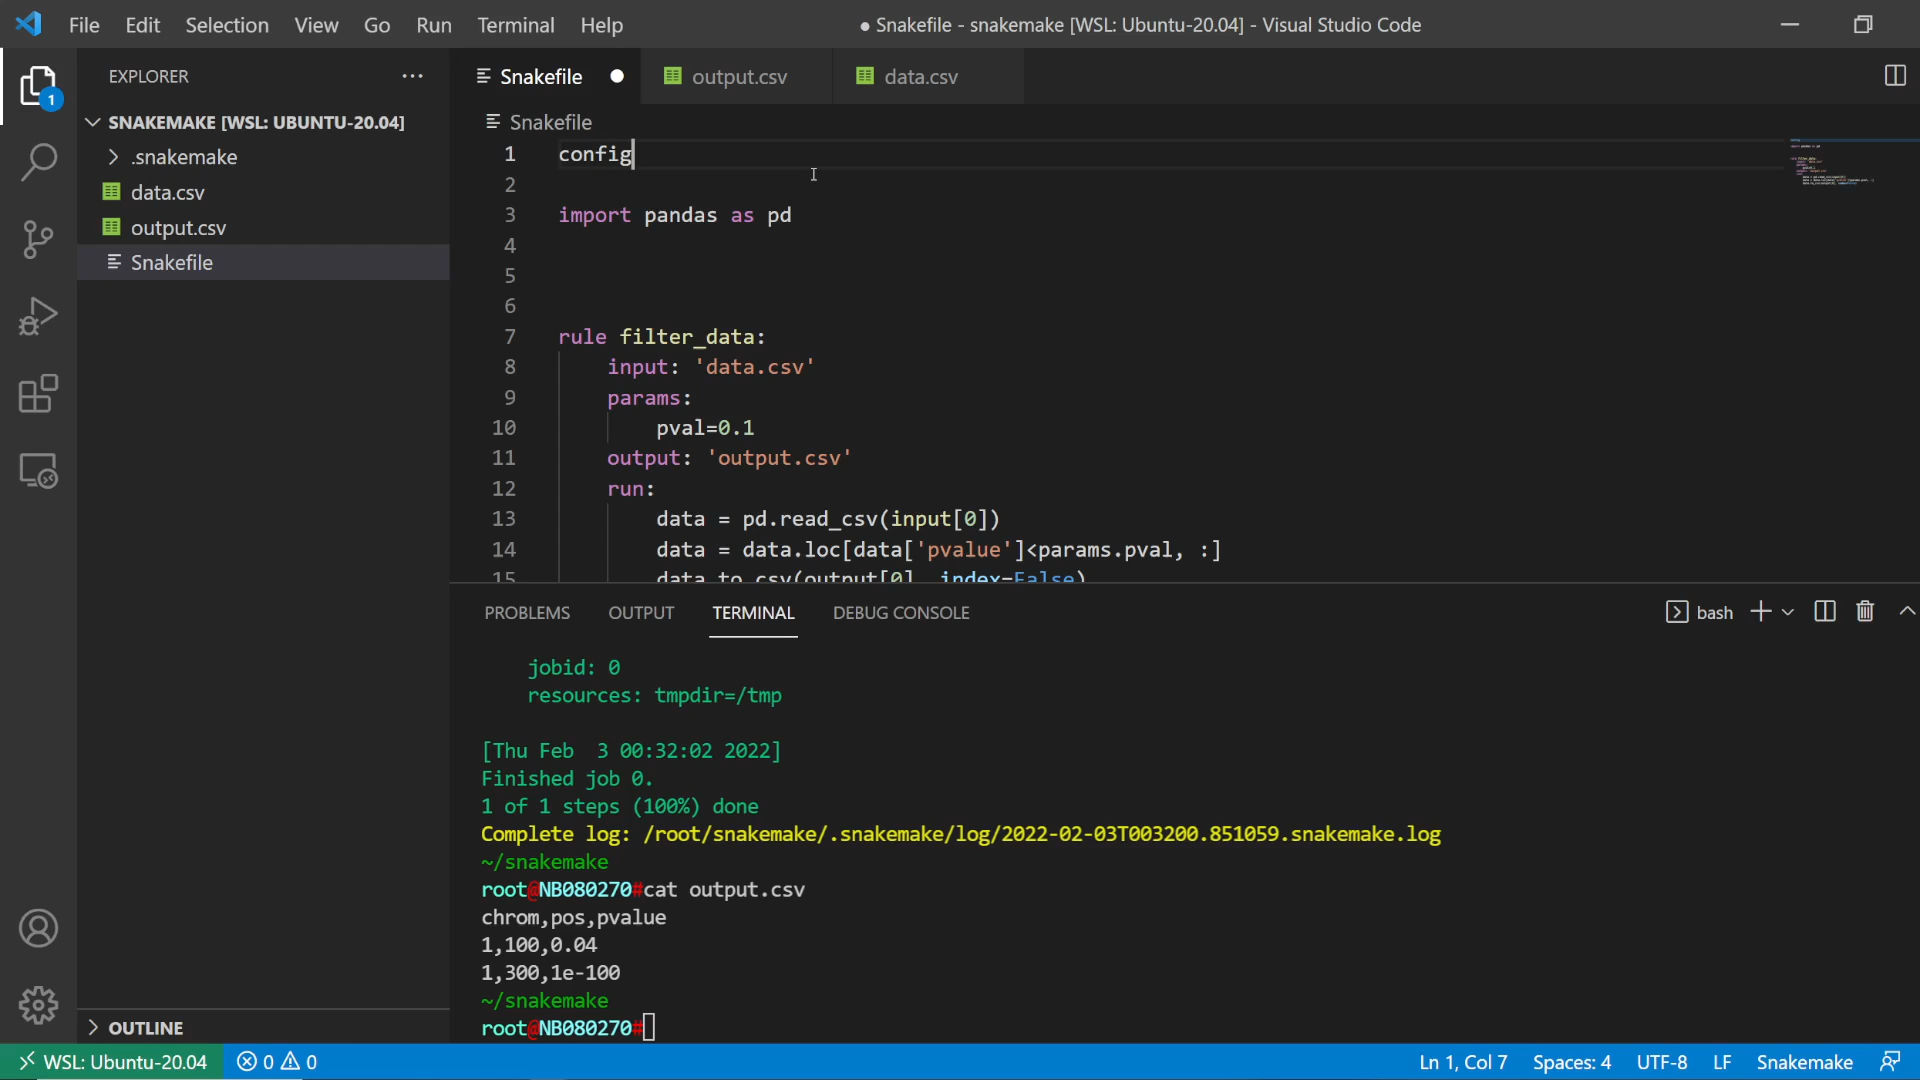 File Edit Selection View Go Run Terminal Help
● Snakefile - snakemake [WSL: Ubuntu-20.04] - Visual Studio Code
EXPLORER
Snakefile
output.csv
data.csv
SNAKEMAKE [WSL: UBUNTU-20.04]
.snakemake
data.csv
output.csv
Snakefile
1
Snakefile
1 config
2
3 import pandas as pd
4
5
6
7 rule filter_data:
8 input: 'data.csv'
9 params:
10 pval=0.1
11 output: 'output.csv'
12 run:
13 data = pd.read_csv(input[0])
14 data = data.loc[data['pvalue']<params.pval, :]
15 data.to_csv(output[0], index=False)
PROBLEMS OUTPUT TERMINAL DEBUG CONSOLE
bash
jobid: 0
resources: tmpdir=/tmp
[Thu Feb  3 00:32:02 2022]
Finished job 0.
1 of 1 steps (100%) done
Complete log: /root/snakemake/.snakemake/log/2022-02-03T003200.851059.snakemake.log
~/snakemake
root@NB080270#cat output.csv
chrom,pos,pvalue
1,100,0.04
1,300,1e-100
~/snakemake
root@NB080270#
OUTLINE
WSL: Ubuntu-20.04 0 0 Ln 1, Col 7 Spaces: 4 UTF-8 LF Snakemake